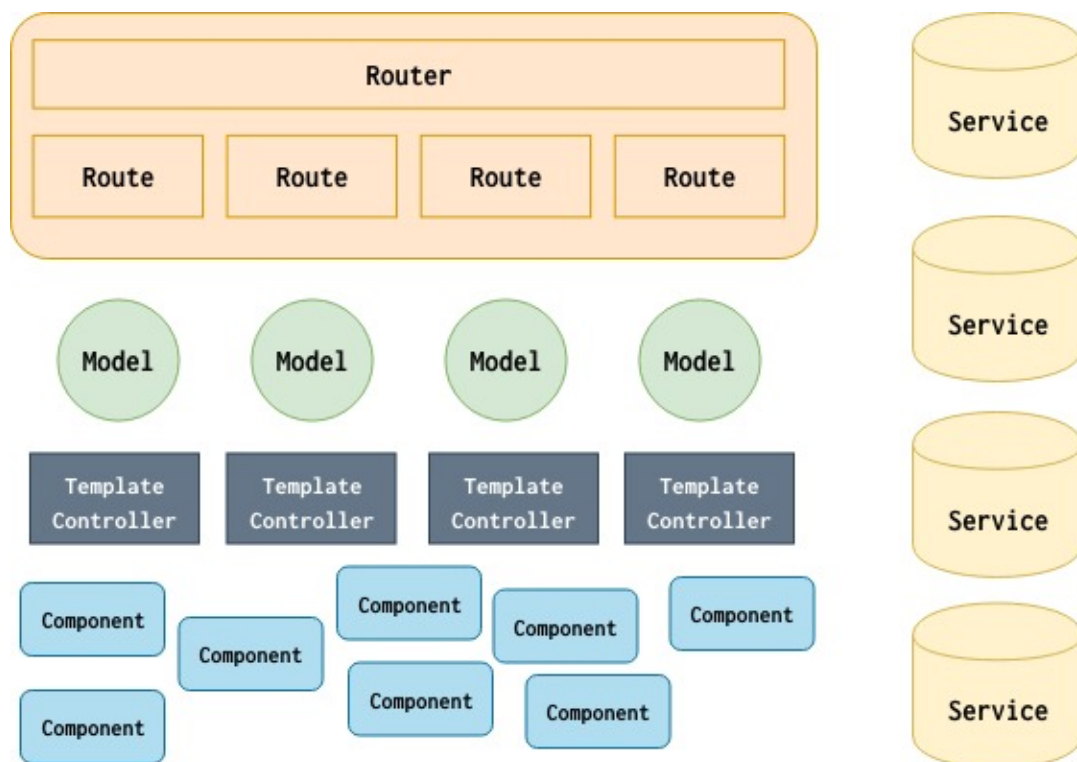 Router
Service
Route
Route
Route
Route
Service
Model
Model
Model
Model
Template
Controller
Template
Controller
Template
Controller
Template
Controller
Service
Component
Component
Component
Component
Component
Component
Component
Component
Service